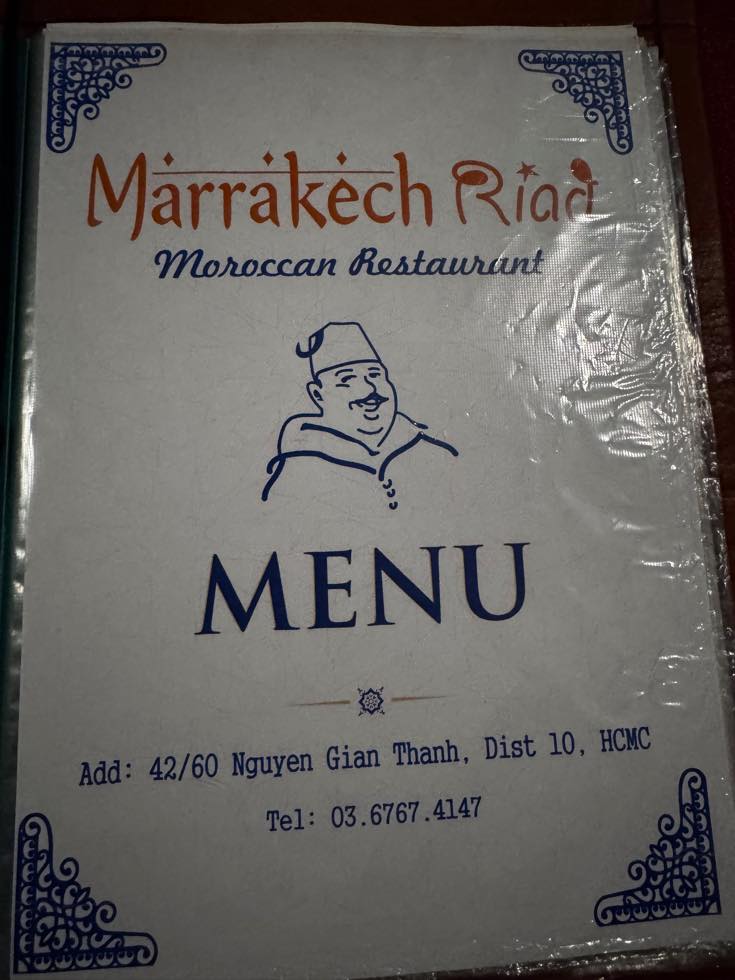 Marrakech Riad
Moroccan Restaurant
MENU
Add: 42/60 Nguyen Gian Thanh, Dist 10, HCMC
Tel: 03.6767.4147